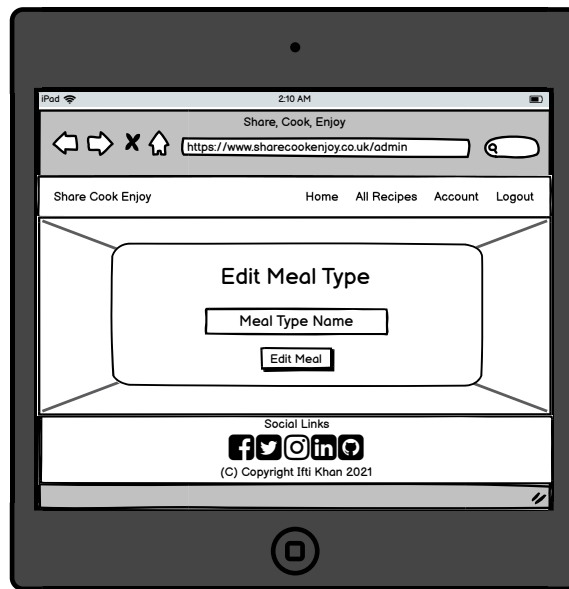 iPad 2:10 AM
Share, Cook, Enjoy
https://www.sharecookenjoy.co.uk/admin
Share Cook Enjoy Home All Recipes Account Logout
Edit Meal Type
Meal Type Name
Edit Meal
Social Links
(C) Copyright Ifti Khan 2021